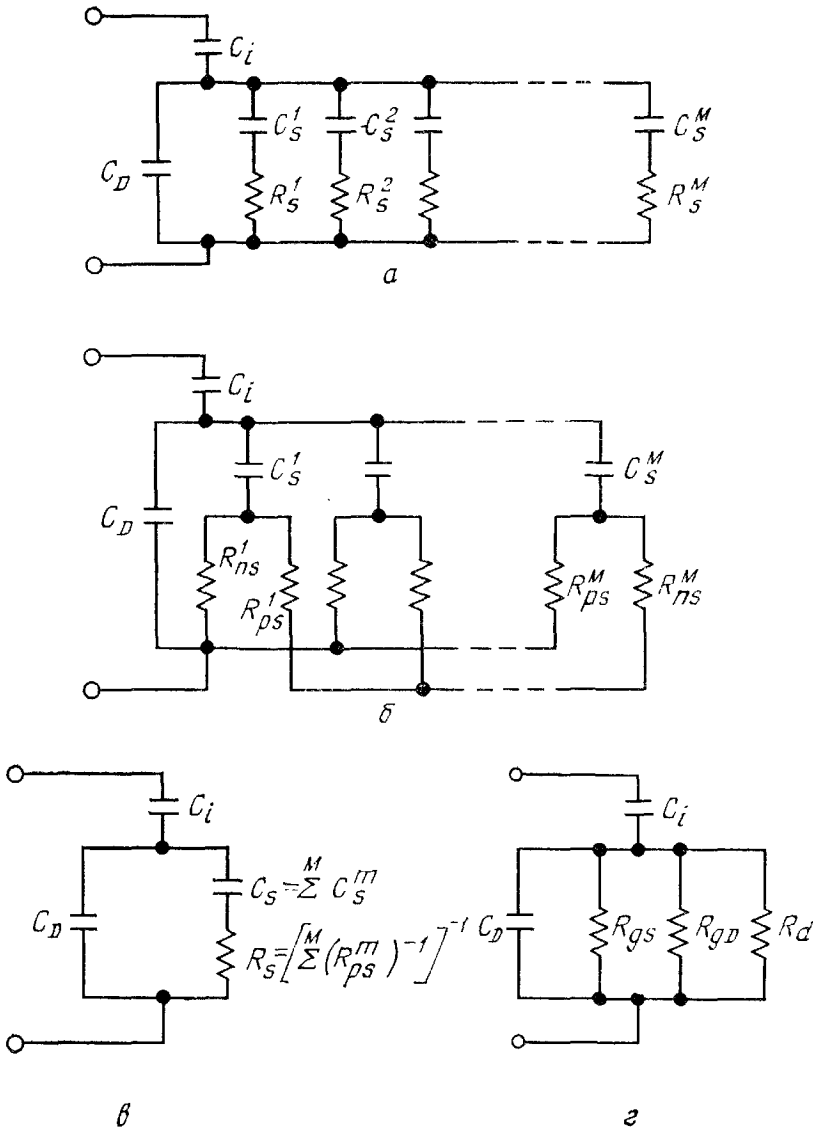 C_i
C_D
C_s^1
C_s^2
C_s^M
R_s^1
R_s^2
R_s^M
а
C_i
C_D
C_s^1
C_s^M
R_ns^1
R_ps^1
R_ps^M
R_ns^M
б
C_i
C_D
C_s = Σ^M C_s^m
R_s = [Σ^M (R_ps^m)^-1]^-1
в
C_i
C_D
R_gs
R_gD
R_d
г